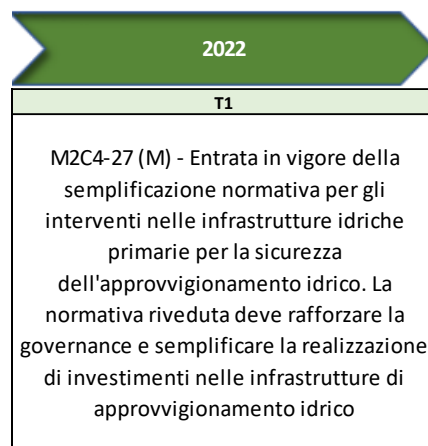 2022
T1
M2C4-27 (M) - Entrata in vigore della
semplificazione normativa per gli
interventi nelle infrastrutture idriche
primarie per la sicurezza
dell'approvvigionamento idrico. La
normativa riveduta deve rafforzare la
governance e semplificare la realizzazione
di investimenti nelle infrastrutture di
approvvigionamento idrico